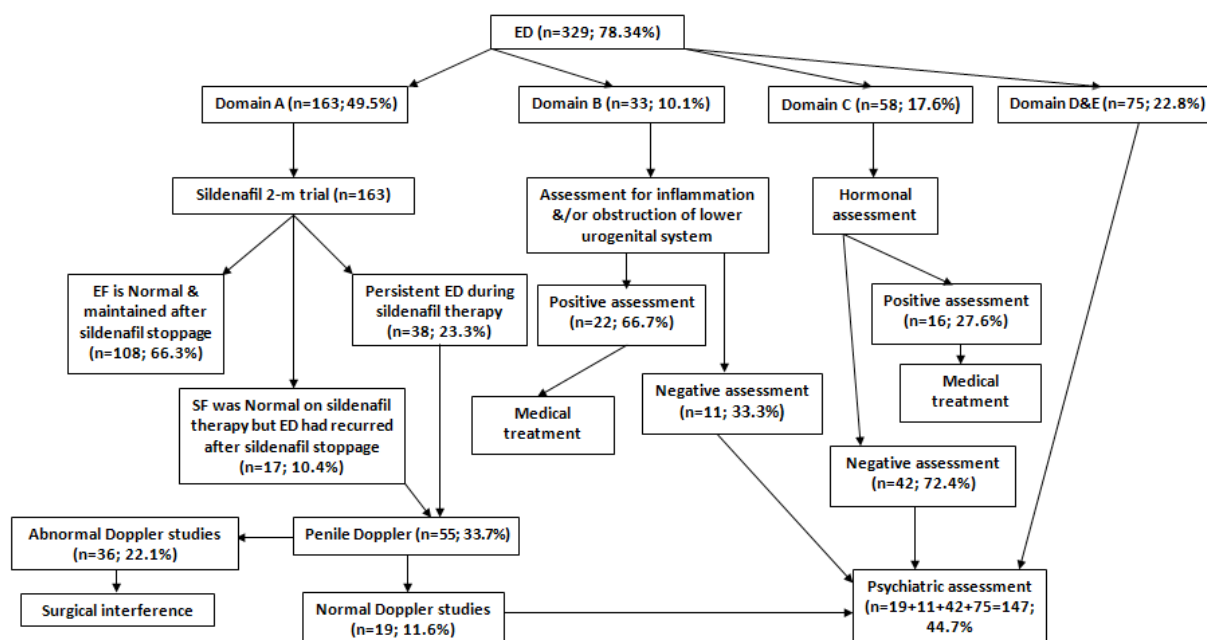 ED (n=329; 78.34%)
Domain A (n=163; 49.5%)
Domain B (n=33; 10.1%)
Domain C (n=58; 17.6%)
Domain D&E (n=75; 22.8%)
Sildenafil 2-m trial (n=163)
Assessment for inflammation
&/or obstruction of lower
urogenital system
Hormonal
assessment
EF is Normal &
maintained after
sildenafil stoppage
(n=108; 66.3%)
Persistent ED during
sildenafil therapy
(n=38; 23.3%)
Positive assessment
(n=22; 66.7%)
Positive assessment
(n=16; 27.6%)
SF was Normal on sildenafil
therapy but ED had recurred
after sildenafil stoppage
(n=17; 10.4%)
Medical
treatment
Negative assessment
(n=11; 33.3%)
Medical
treatment
Negative assessment
(n=42; 72.4%)
Abnormal Doppler studies
(n=36; 22.1%)
Penile Doppler (n=55; 33.7%)
Surgical interference
Normal Doppler studies
(n=19; 11.6%)
Psychiatric assessment
(n=19+11+42+75=147;
44.7%